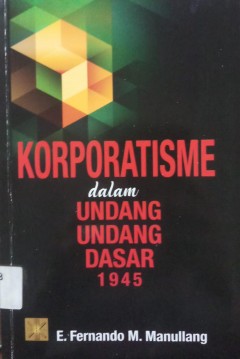 KORPORATISME
dalam
UNDANG
UNDANG
DASAR
1945
E. Fernando M. Manullang